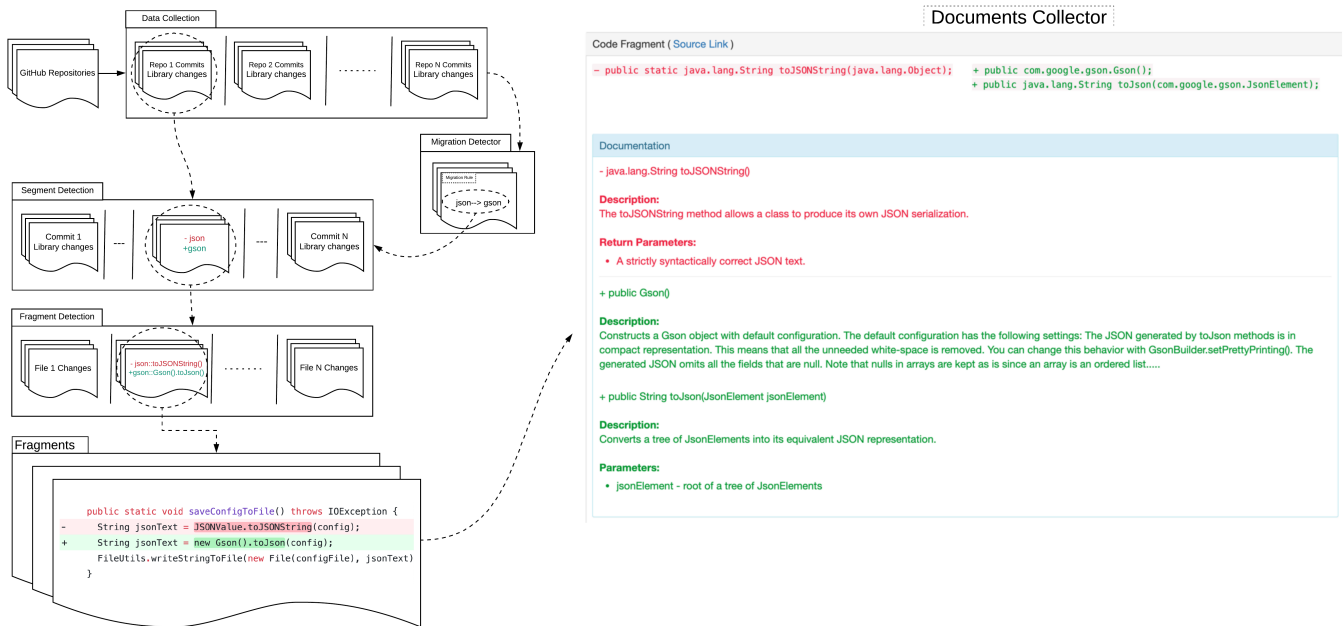 Data Collection
GitHub Repositories
Repo 1 Commits
Library changes
Repo 2 Commits
Library changes
........
Repo N Commits
Library changes
Migration Detector
Migration Rule
json--> gson
Segment Detection
Commit 1
Library changes
---
- json
+gson
---
Commit N
Library changes
Fragment Detection
File 1 Changes
- json::toJSONString()
+gson::Gson().toJson()
........
File N Changes
Fragments
public static void saveConfigToFile() throws IOException {
- String jsonText = JSONValue.toJSONString(config);
+ String jsonText = new Gson().toJson(config);
FileUtils.writeStringToFile(new File(configFile), jsonText)
}
Documents Collector
Code Fragment ( Source Link )
- public static java.lang.String toJSONString(java.lang.Object);
+ public com.google.gson.Gson();
+ public java.lang.String toJson(com.google.gson.JsonElement);
Documentation
- java.lang.String toJSONString()
Description:
The toJSONString method allows a class to produce its own JSON serialization.
Return Parameters:
• A strictly syntactically correct JSON text.
+ public Gson()
Description:
Constructs a Gson object with default configuration. The default configuration has the following settings: The JSON generated by toJson methods is in
compact representation. This means that all the unneeded white-space is removed. You can change this behavior with GsonBuilder.setPrettyPrinting(). The
generated JSON omits all the fields that are null. Note that nulls in arrays are kept as is since an array is an ordered list.....
+ public String toJson(JsonElement jsonElement)
Description:
Converts a tree of JsonElements into its equivalent JSON representation.
Parameters:
• jsonElement - root of a tree of JsonElements